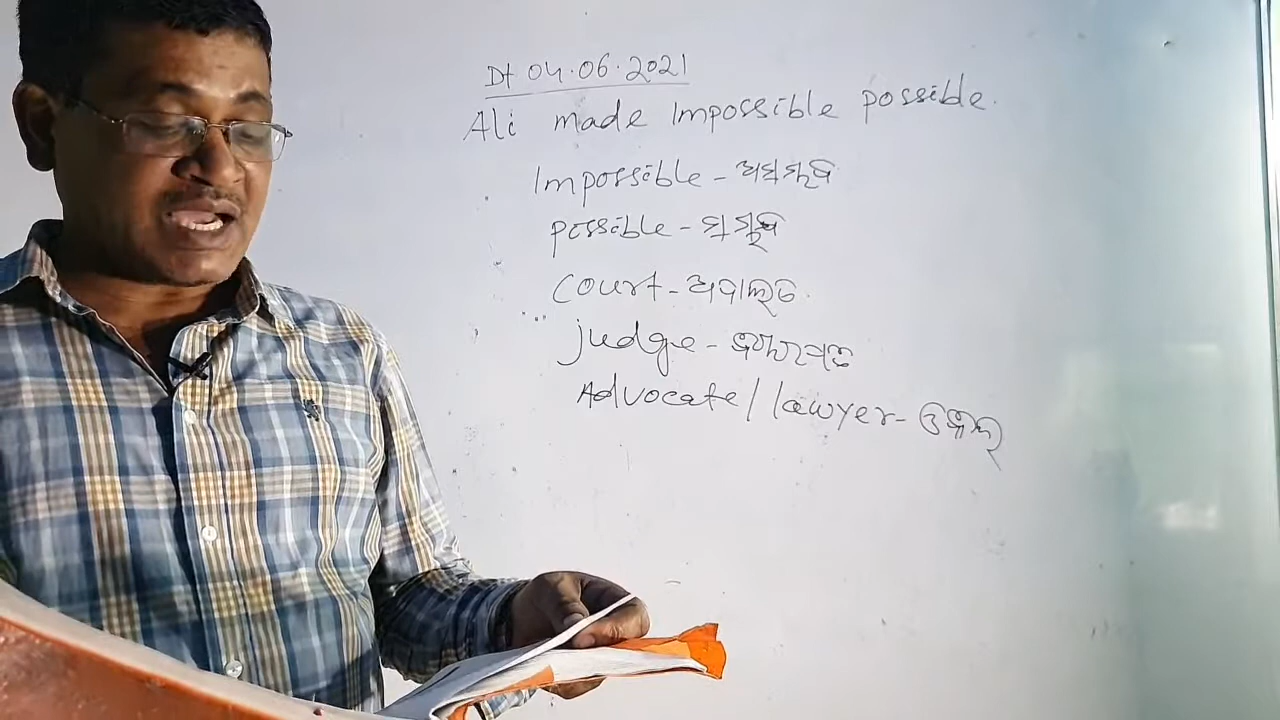 Dt 04.06.2021
Ali made Impossible possible.
Impossible - ଅସମ୍ଭବ
possible - ସମ୍ଭବ
court - ଅଦାଲତ
judge -
Advocate / lawyer - ଓକିଲ